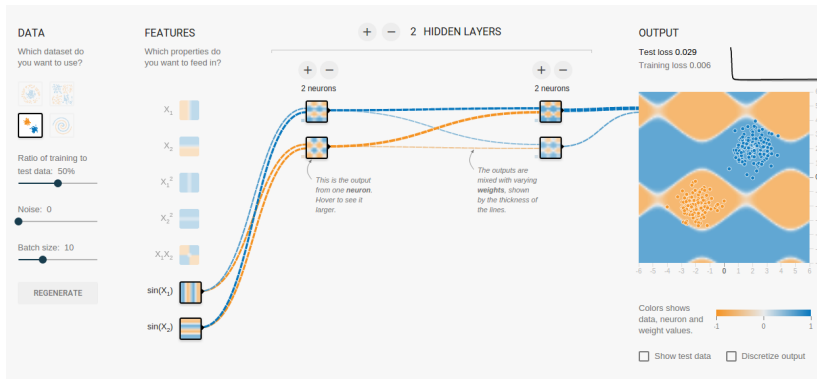 DATA
Which dataset do
you want to use?
Ratio of training to
test data: 50%
Noise: 0
Batch size: 10
REGENERATE
FEATURES
Which properties do
you want to feed in?
X₁
X₂
X₁²
X₂²
X₁X₂
sin(X₁)
sin(X₂)
+ − 2 HIDDEN LAYERS
+ −
2 neurons
+ −
2 neurons
This is the output
from one neuron.
Hover to see it
larger.
The outputs are
mixed with varying
weights, shown
by the thickness of
the lines.
OUTPUT
Test loss 0.029
Training loss 0.006
-6 -5 -4 -3 -2 -1 0 1 2 3 4 5 6
Colors shows
data, neuron and
weight values.
-1 0 1
Show test data
Discretize output